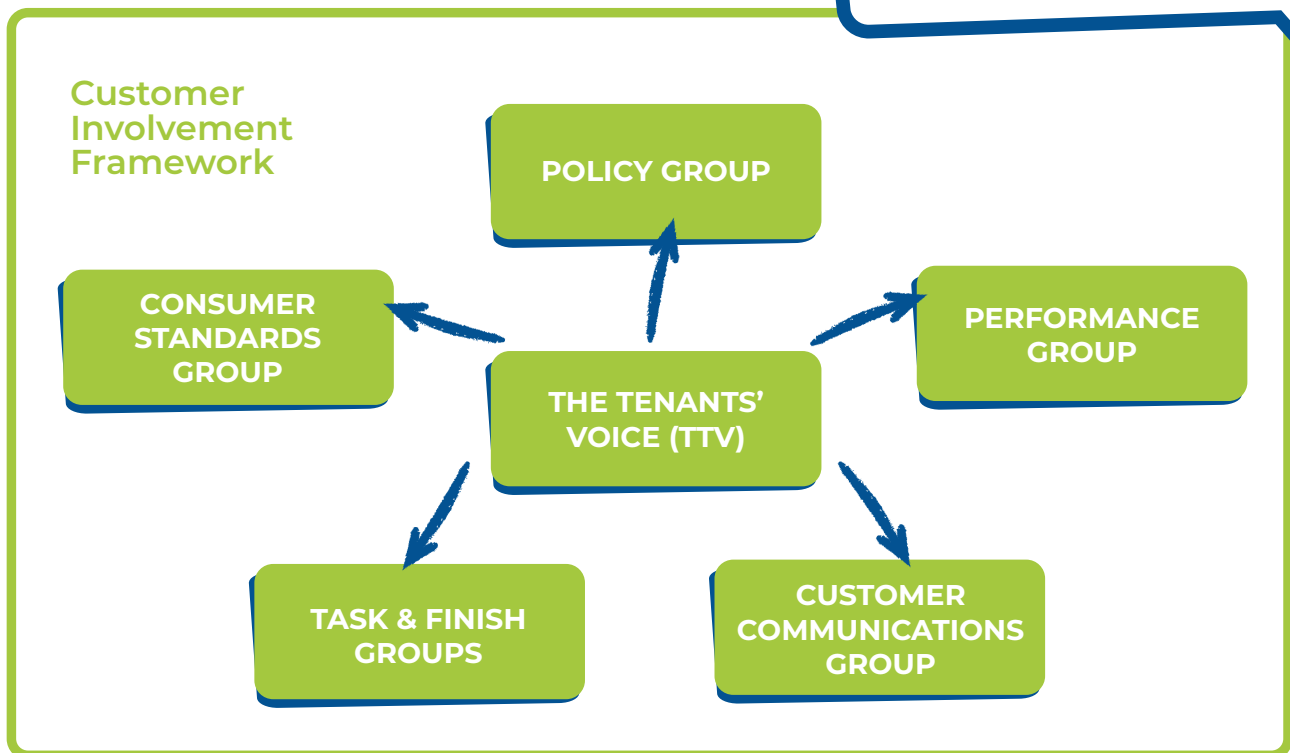 Customer
Involvement
Framework
POLICY GROUP
CONSUMER
STANDARDS
GROUP
PERFORMANCE
GROUP
THE TENANTS’
VOICE (TTV)
TASK & FINISH
GROUPS
CUSTOMER
COMMUNICATIONS
GROUP